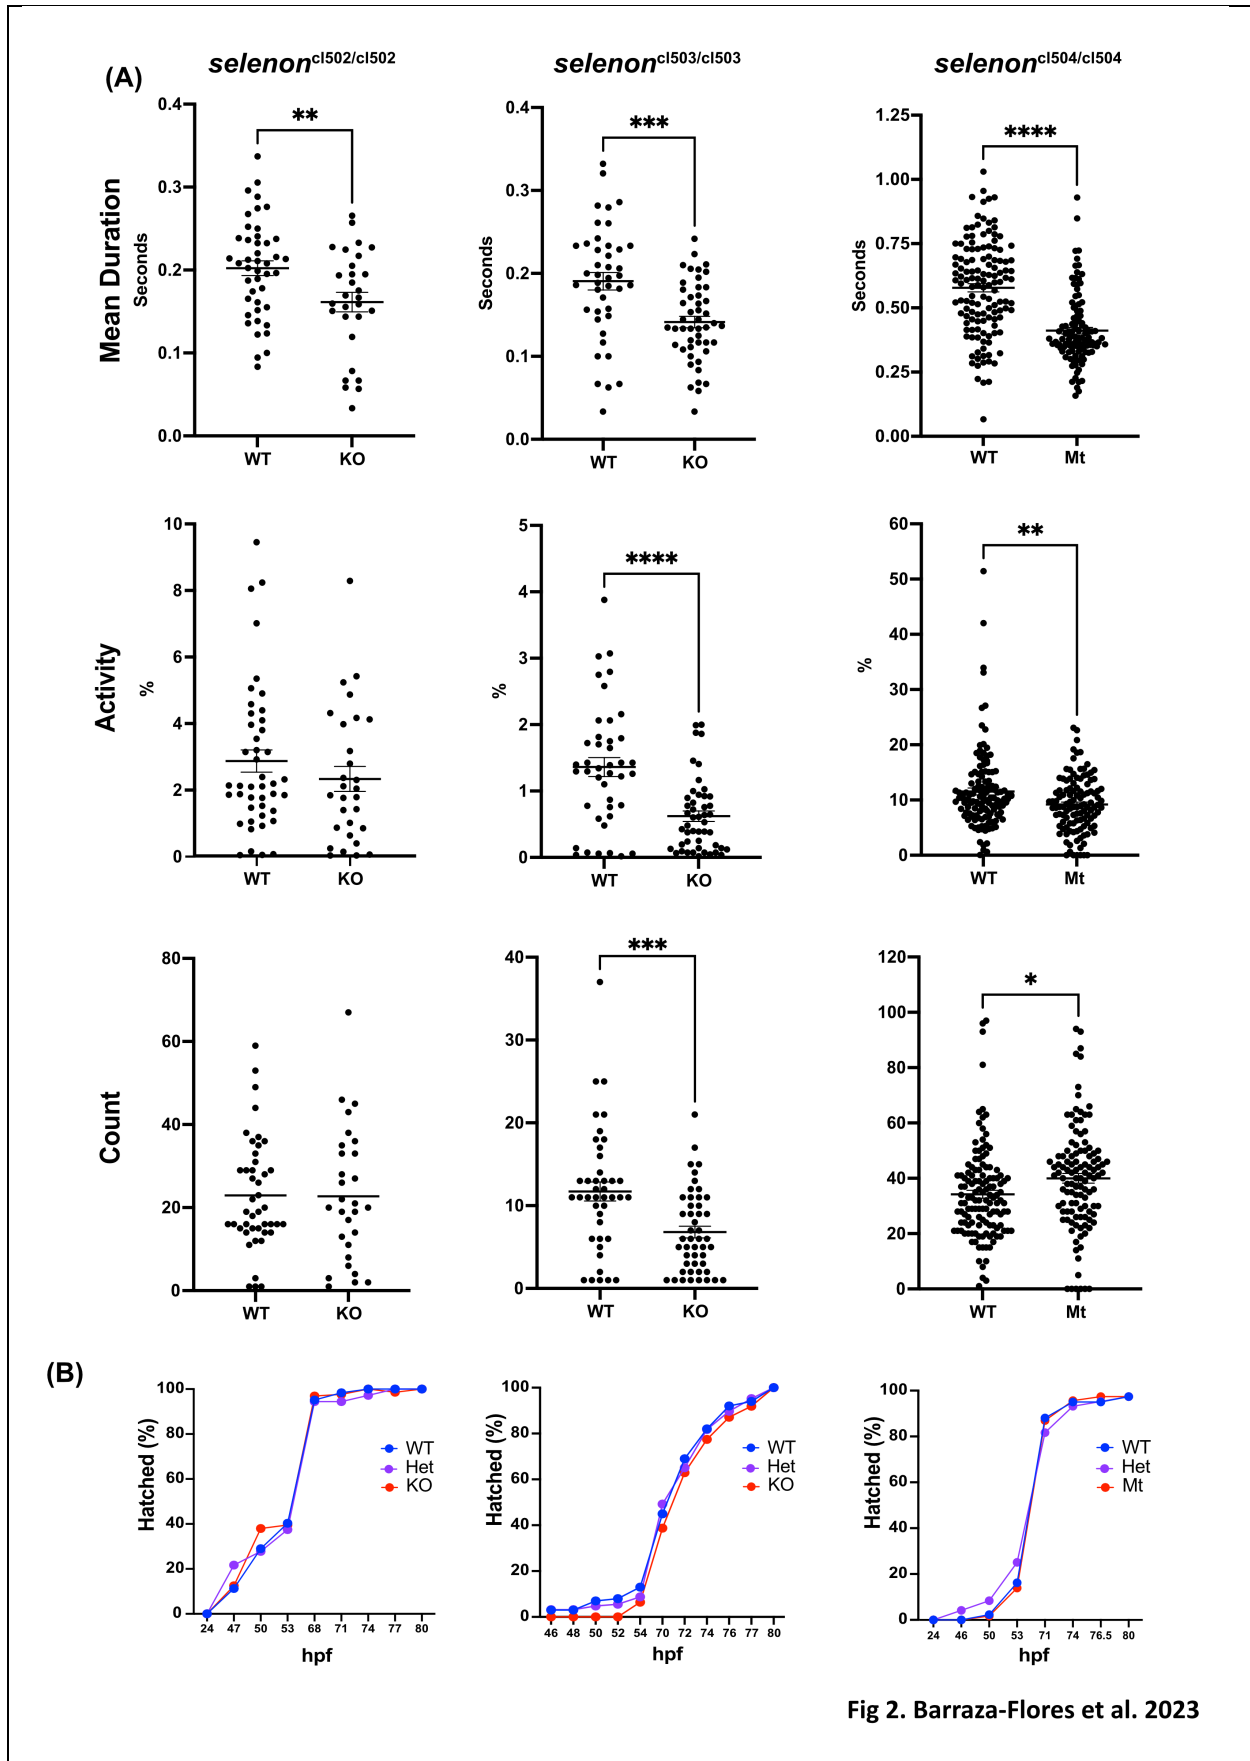 (A)
selenon^cl502/cl502
selenon^cl503/cl503
selenon^cl504/cl504
Mean Duration
Seconds
0.4
0.3
0.2
0.1
0.0
**
WT
KO
Seconds
0.4
0.2
0.2
0.1
0.0
***
WT
KO
Seconds
1.25
1.00
0.75
0.50
0.25
0.00
****
WT
Mt
Activity
%
10
8
6
4
2
0
WT
KO
%
5
4
3
2
1
0
****
WT
KO
%
60
50
40
30
20
10
0
**
WT
Mt
Count
80
60
40
20
0
WT
KO
40
30
20
10
0
***
WT
KO
120
100
80
60
40
20
0
*
WT
Mt
(B)
Hatched (%)
100
80
60
40
20
0
WT
Het
KO
24 47 50 53 68 71 74 77 80
hpf
Hatched (%)
100
80
60
40
20
0
WT
Het
KO
46 48 50 52 54 70 72 74 76 77 80
hpf
Hatched (%)
100
80
60
40
20
0
WT
Het
Mt
24 46 50 53 71 74 76.5 80
hpf
Fig 2. Barraza-Flores et al. 2023